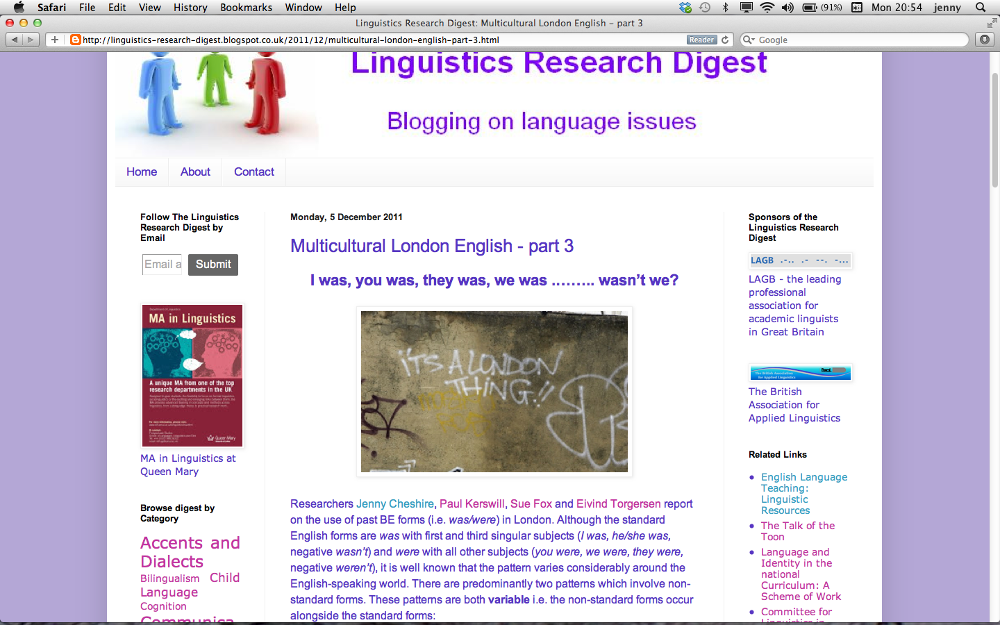 Safari File Edit View History Bookmarks Window Help (91%) Mon 20:54 jenny
Linguistics Research Digest: Multicultural London English – part 3
http://linguistics-research-digest.blogspot.co.uk/2011/12/multicultural-london-english-part-3.html Reader Google
Linguistics Research Digest
Blogging on language issues
Home About Contact
Follow The Linguistics
Research Digest by
Email
Email a Submit
MA in Linguistics
A unique MA from one of the top
research departments in the UK
Queen Mary
MA in Linguistics at
Queen Mary
Browse digest by
Category
Accents and
Dialects
Bilingualism Child
Language
Cognition
Communica
Monday, 5 December 2011
Multicultural London English - part 3
I was, you was, they was, we was ……... wasn’t we?
iTS A LONDON
THING!!
Researchers Jenny Cheshire, Paul Kerswill, Sue Fox and Eivind Torgersen report
on the use of past BE forms (i.e. was/were) in London. Although the standard
English forms are was with first and third singular subjects (I was, he/she was,
negative wasn’t) and were with all other subjects (you were, we were, they were,
negative weren’t), it is well known that the pattern varies considerably around the
English-speaking world. There are predominantly two patterns which involve non-
standard forms. These patterns are both variable i.e. the non-standard forms occur
alongside the standard forms:
Sponsors of the
Linguistics Research
Digest
LAGB .-.. .- --. -...
LAGB - the leading
professional
association for
academic linguists
in Great Britain
The British Association
for Applied Linguistics
The British
Association for
Applied Linguistics
Related Links
English Language
Teaching:
Linguistic
Resources
The Talk of the
Toon
Language and
Identity in the
national
Curriculum: A
Scheme of Work
Committee for
Linguistics in